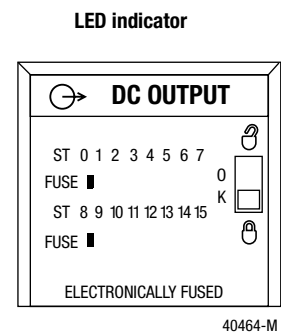 LED indicator
DC OUTPUT
ST 0 1 2 3 4 5 6 7
FUSE
O
K
ST 8 9 10 11 12 13 14 15
FUSE
ELECTRONICALLY FUSED
40464-M